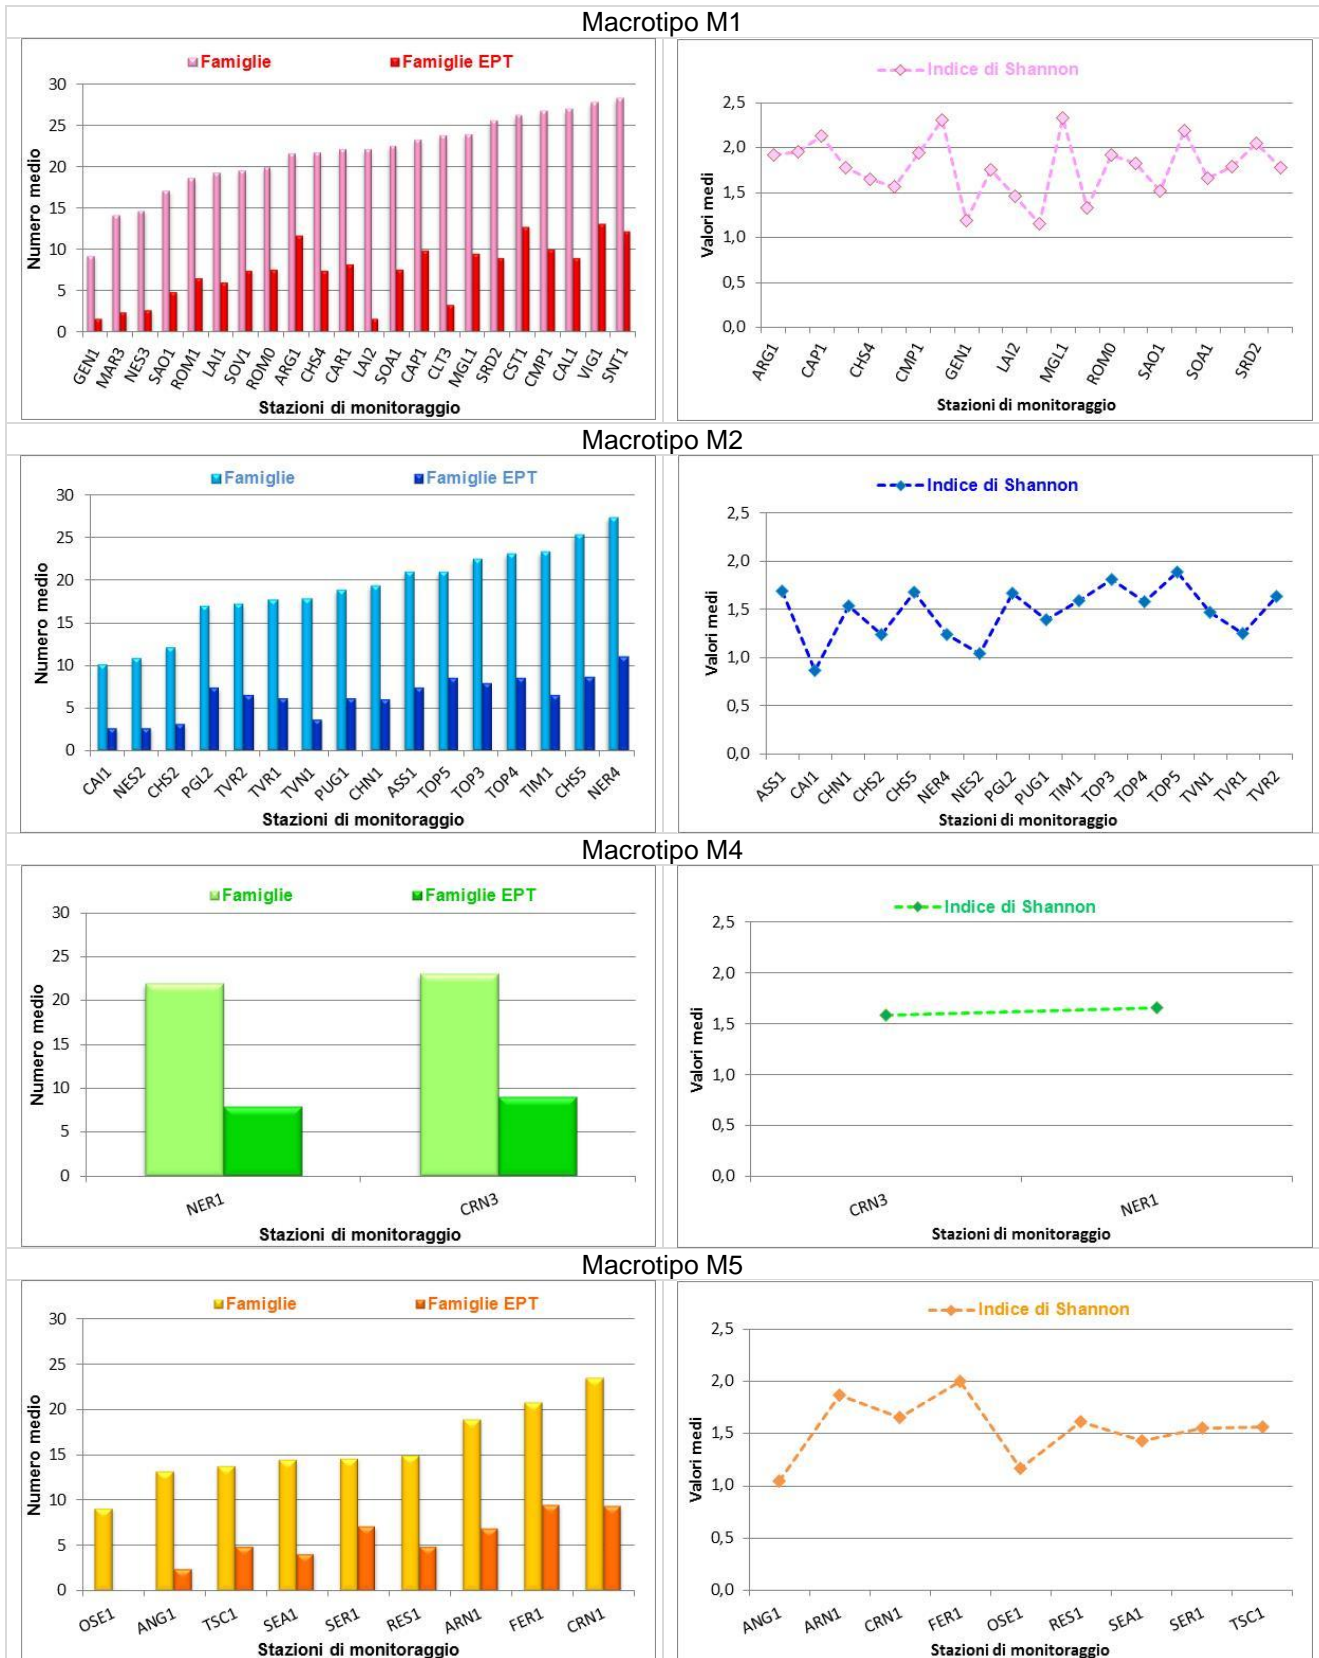 Macrotipo M1
Famiglie Famiglie EPT
30
25
20
15
10
5
0
Numero medio
GEN1 MAR3 NES3 SAO1 ROM1 LAI1 SOV1 ROM0 ARG1 CHS4 CAR1 LAI2 SOA1 CAP1 CLT3 MGL1 SRD2 CST1 CMP1 CAL1 VIG1 SNT1
Stazioni di monitoraggio
Indice di Shannon
2,5
2,0
1,5
1,0
0,5
0,0
Valori medi
ARG1 CAP1 CHS4 CMP1 GEN1 LAI2 MGL1 ROM0 SAO1 SOA1 SRD2
Stazioni di monitoraggio
Macrotipo M2
Famiglie Famiglie EPT
30
25
20
15
10
5
0
Numero medio
CAI1 NES2 CHS2 PGL2 TVR2 TVR1 TVN1 PUG1 CHN1 ASS1 TOP5 TOP3 TOP4 TIM1 CHS5 NER4
Stazioni di monitoraggio
Indice di Shannon
2,5
2,0
1,5
1,0
0,5
0,0
Valori medi
ASS1 CAI1 CHN1 CHS2 CHS5 NER4 NES2 PGL2 PUG1 TIM1 TOP3 TOP4 TOP5 TVN1 TVR1 TVR2
Stazioni di monitoraggio
Macrotipo M4
Famiglie Famiglie EPT
30
25
20
15
10
5
0
Numero medio
NER1 CRN3
Stazioni di monitoraggio
Indice di Shannon
2,5
2,0
1,5
1,0
0,5
0,0
Valori medi
CRN3 NER1
Stazioni di monitoraggio
Macrotipo M5
Famiglie Famiglie EPT
30
25
20
15
10
5
0
Numero medio
OSE1 ANG1 TSC1 SEA1 SER1 RES1 ARN1 FER1 CRN1
Stazioni di monitoraggio
Indice di Shannon
2,5
2,0
1,5
1,0
0,5
0,0
Valori medi
ANG1 ARN1 CRN1 FER1 OSE1 RES1 SEA1 SER1 TSC1
Stazioni di monitoraggio